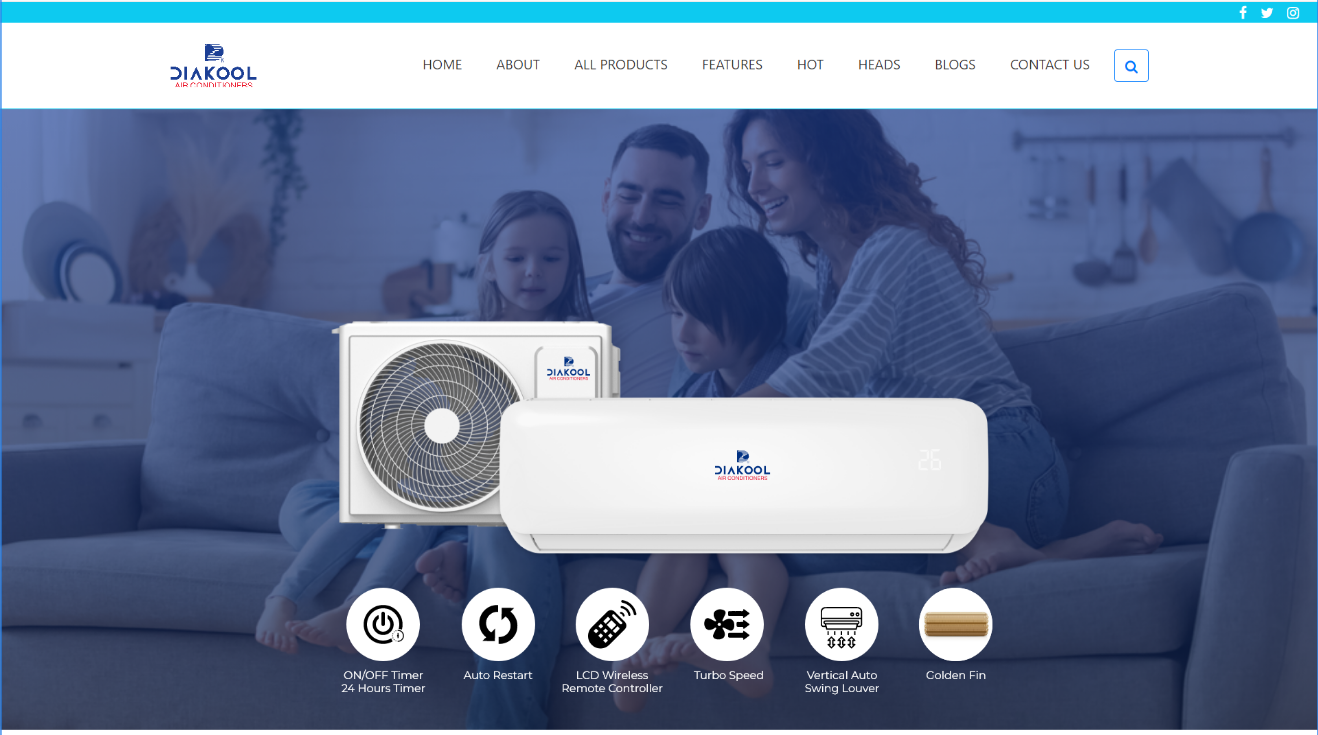 DIAKOOL
AIR CONDITIONERS
HOME ABOUT ALL PRODUCTS FEATURES HOT HEADS BLOGS CONTACT US
DIAKOOL
AIR CONDITIONERS
DIAKOOL
AIR CONDITIONERS
26
ON/OFF Timer
24 Hours Timer
Auto Restart
LCD Wireless
Remote Controller
Turbo Speed
Vertical Auto
Swing Louver
Golden Fin